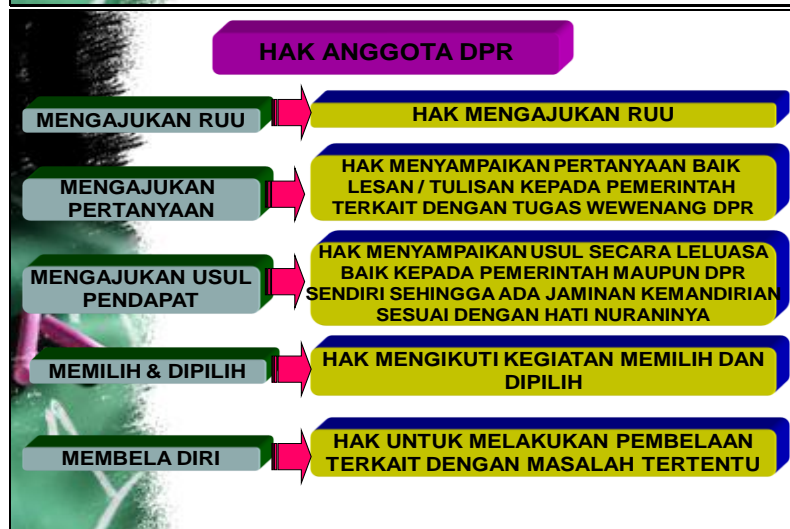 HAK ANGGOTA DPR
MENGAJUKAN RUU
HAK MENGAJUKAN RUU
MENGAJUKAN
PERTANYAAN
HAK MENYAMPAIKAN PERTANYAAN BAIK
LESAN / TULISAN KEPADA PEMERINTAH
TERKAIT DENGAN TUGAS WEWENANG DPR
MENGAJUKAN USUL
PENDAPAT
HAK MENYAMPAIKAN USUL SECARA LELUASA
BAIK KEPADA PEMERINTAH MAUPUN DPR
SENDIRI SEHINGGA ADA JAMINAN KEMANDIRIAN
SESUAI DENGAN HATI NURANINYA
MEMILIH & DIPILIH
HAK MENGIKUTI KEGIATAN MEMILIH DAN
DIPILIH
MEMBELA DIRI
HAK UNTUK MELAKUKAN PEMBELAAN
TERKAIT DENGAN MASALAH TERTENTU